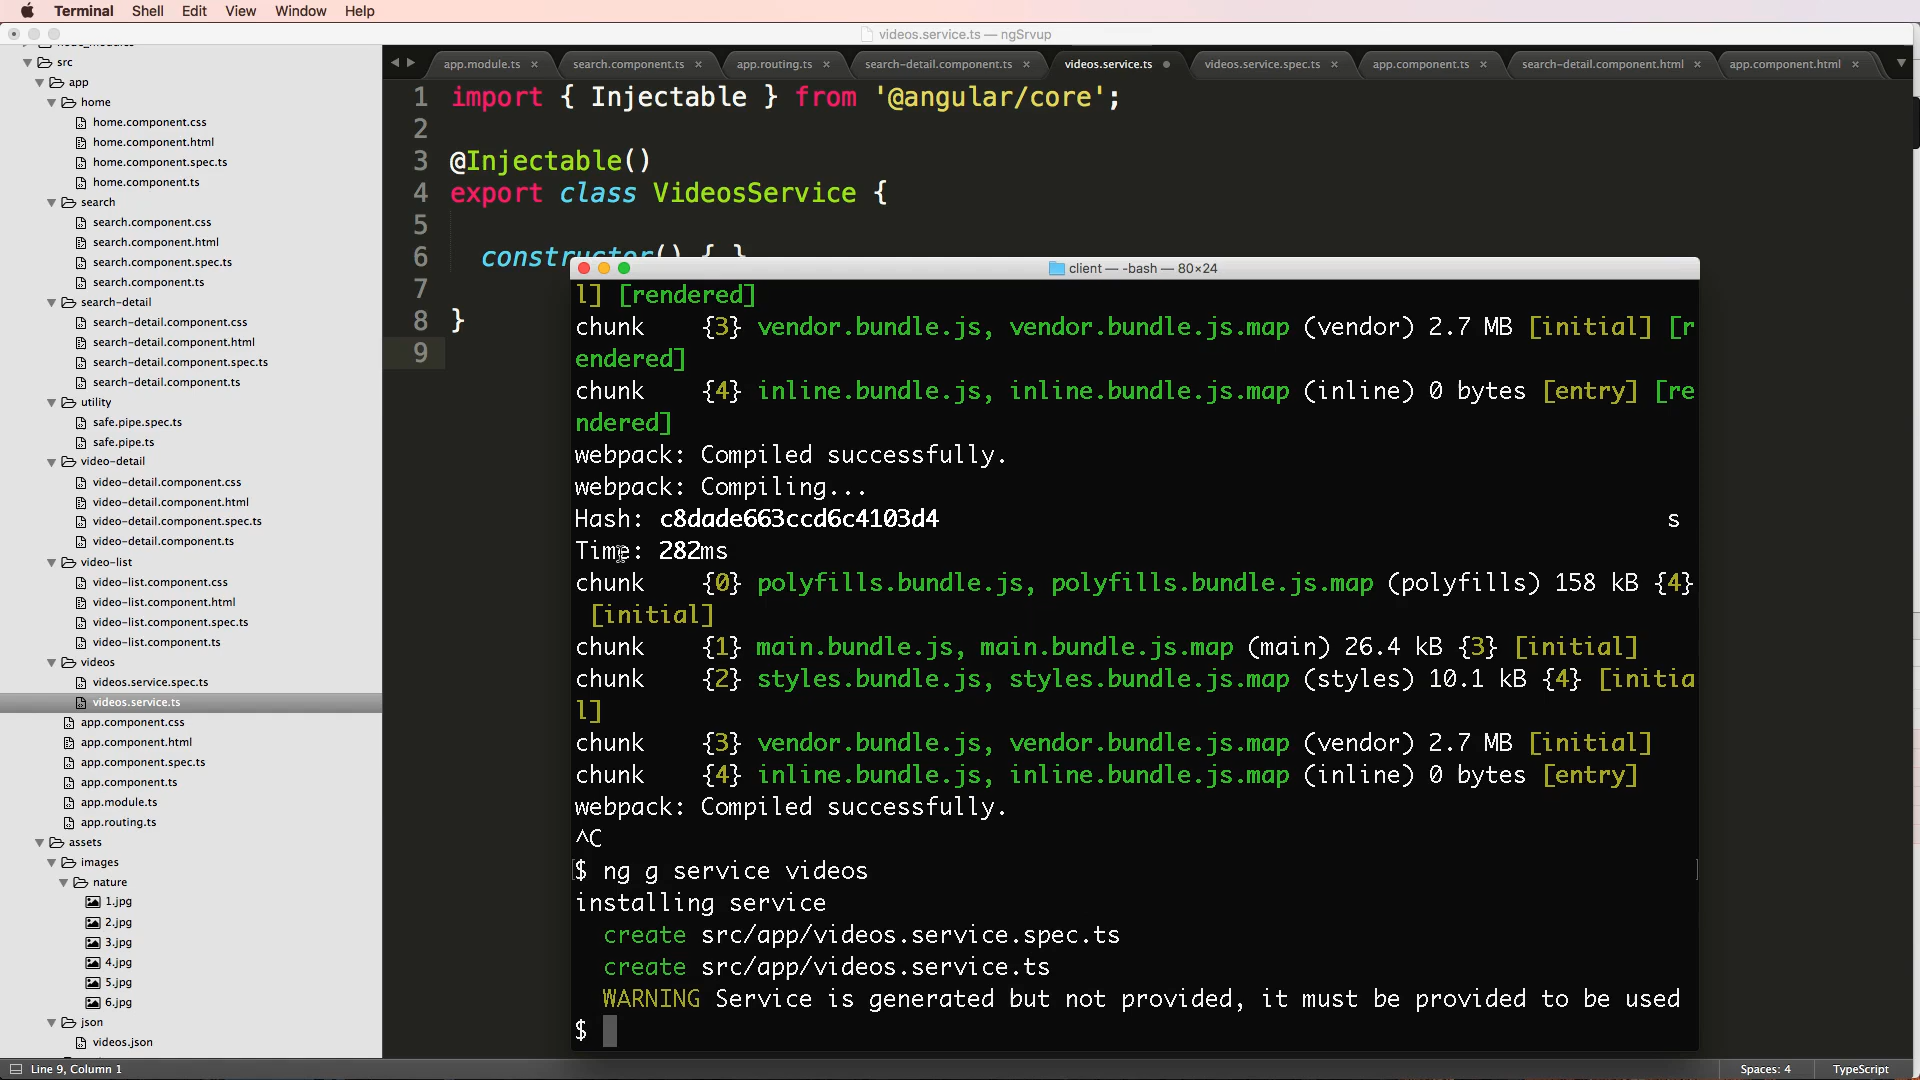 Terminal Shell Edit View Window Help
videos.service.ts — ngSrvup
src
app
home
home.component.css
home.component.html
home.component.spec.ts
home.component.ts
search
search.component.css
search.component.html
search.component.spec.ts
search.component.ts
search-detail
search-detail.component.css
search-detail.component.html
search-detail.component.spec.ts
search-detail.component.ts
utility
safe.pipe.spec.ts
safe.pipe.ts
video-detail
video-detail.component.css
video-detail.component.html
video-detail.component.spec.ts
video-detail.component.ts
video-list
video-list.component.css
video-list.component.html
video-list.component.spec.ts
video-list.component.ts
videos
videos.service.spec.ts
videos.service.ts
app.component.css
app.component.html
app.component.spec.ts
app.component.ts
app.module.ts
app.routing.ts
assets
images
nature
1.jpg
2.jpg
3.jpg
4.jpg
5.jpg
6.jpg
json
videos.json
app.module.ts search.component.ts app.routing.ts search-detail.component.ts videos.service.ts videos.service.spec.ts app.component.ts search-detail.component.html app.component.html
1 import { Injectable } from '@angular/core';
2
3 @Injectable()
4 export class VideosService {
5
6 constructor() { }
7
8 }
9
client — -bash — 80×24
l] [rendered]
chunk {3} vendor.bundle.js, vendor.bundle.js.map (vendor) 2.7 MB [initial] [r
endered]
chunk {4} inline.bundle.js, inline.bundle.js.map (inline) 0 bytes [entry] [re
ndered]
webpack: Compiled successfully.
webpack: Compiling...
Hash: c8dade663ccd6c4103d4 s
Time: 282ms
chunk {0} polyfills.bundle.js, polyfills.bundle.js.map (polyfills) 158 kB {4}
[initial]
chunk {1} main.bundle.js, main.bundle.js.map (main) 26.4 kB {3} [initial]
chunk {2} styles.bundle.js, styles.bundle.js.map (styles) 10.1 kB {4} [initia
l]
chunk {3} vendor.bundle.js, vendor.bundle.js.map (vendor) 2.7 MB [initial]
chunk {4} inline.bundle.js, inline.bundle.js.map (inline) 0 bytes [entry]
webpack: Compiled successfully.
^C
[$ ng g service videos ]
installing service
create src/app/videos.service.spec.ts
create src/app/videos.service.ts
WARNING Service is generated but not provided, it must be provided to be used
$
Line 9, Column 1
Spaces: 4 TypeScript